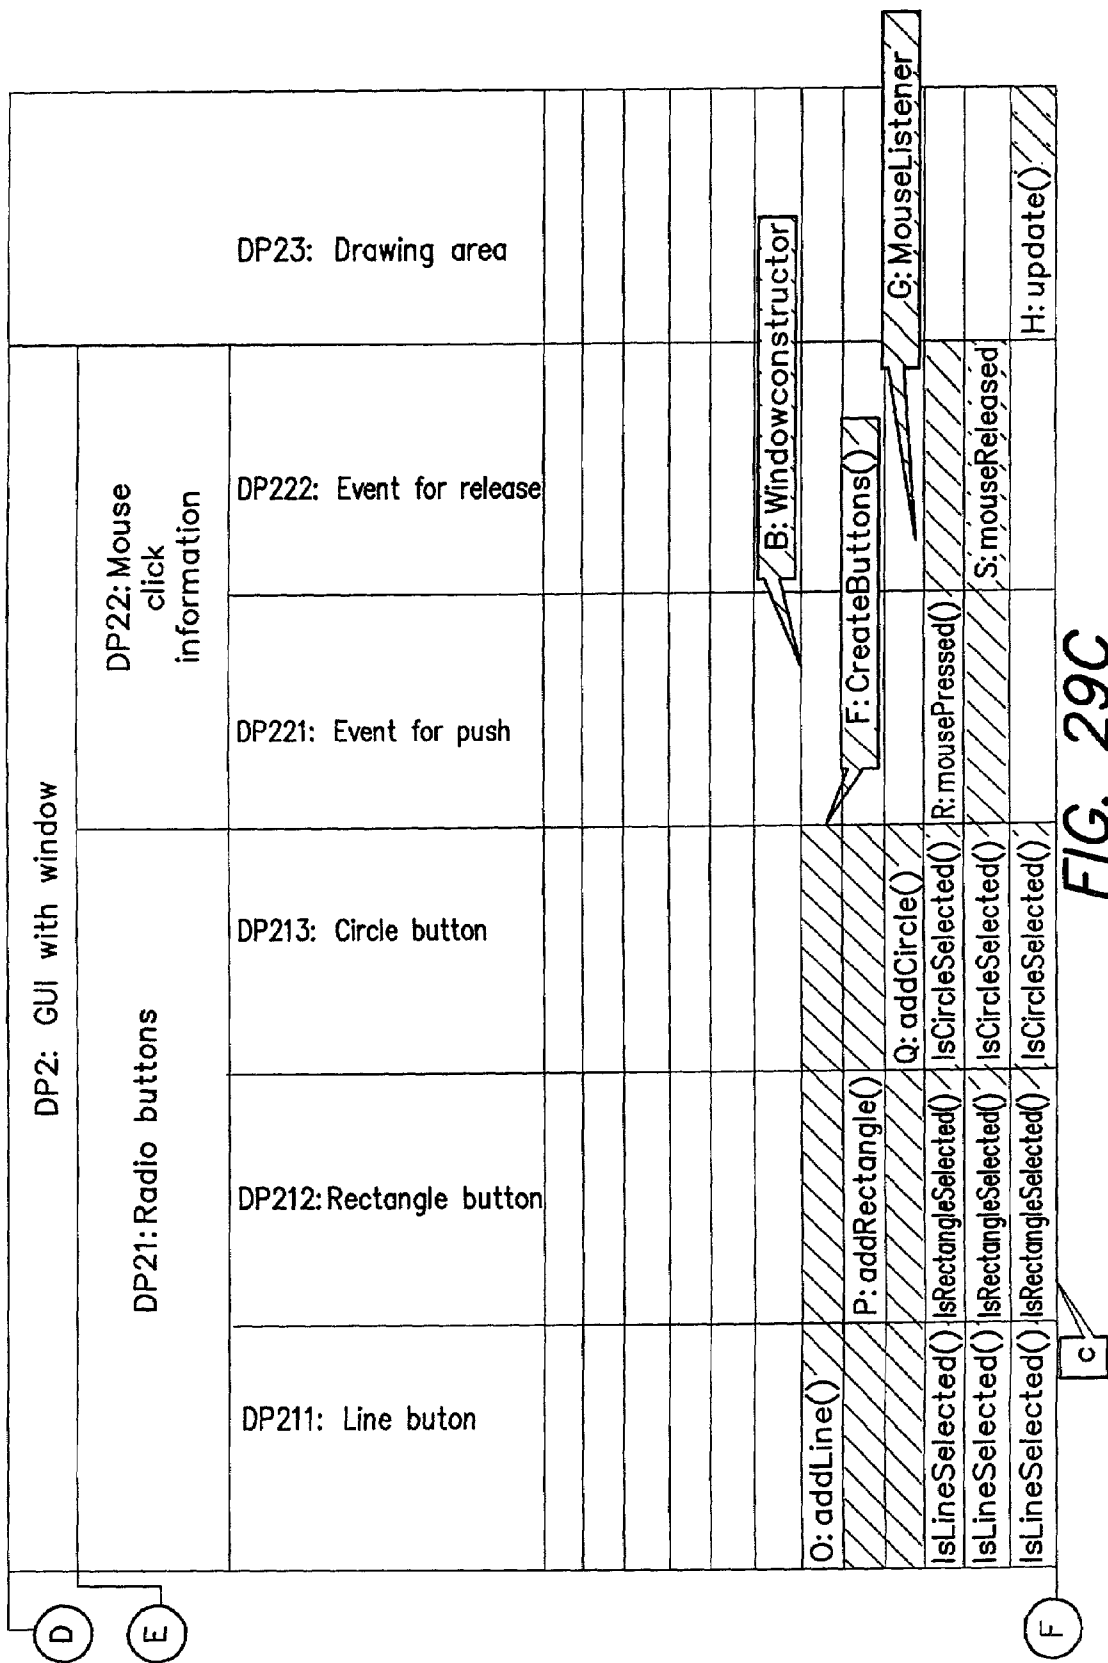 D
DP2: GUI with window
E
DP21: Radio buttons
DP22: Mouse
click
information
DP211: Line buton
DP212: Rectangle button
DP213: Circle button
DP221: Event for push
DP222: Event for release
DP23: Drawing area
B: Windowconstructor
O: addLine()
F: CreateButtons()
P: addRectangle()
G: MouseListener
Q: addCircle()
IsLineSelected() IsRectangleSelected() IsCircleSelected() R: mousePressed()
IsLineSelected() IsRectangleSelected() IsCircleSelected() S: mouseReleased
IsLineSelected() IsRectangleSelected() IsCircleSelected() H: update()
F
c
FIG. 29C